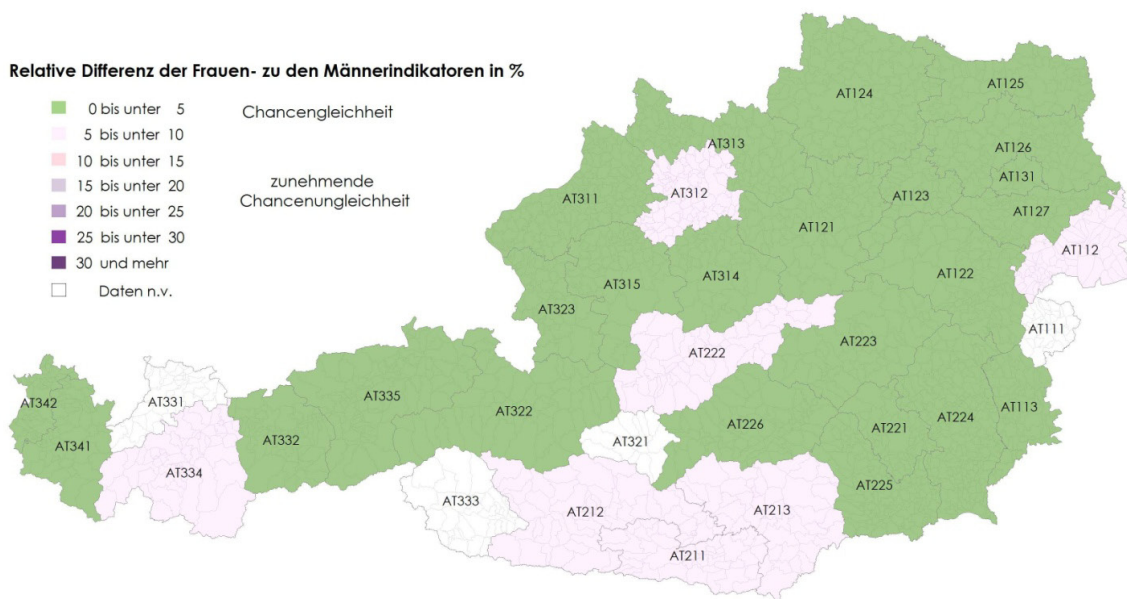 Relative Differenz der Frauen- zu den Männerindikatoren in %
0 bis unter 5
Chancengleichheit
5 bis unter 10
10 bis unter 15
15 bis unter 20
zunehmende
Chancenungleichheit
20 bis unter 25
25 bis unter 30
30 und mehr
Daten n.v.
AT124
AT125
AT313
AT126
AT312
AT131
AT123
AT311
AT127
AT121
AT112
AT122
AT314
AT315
AT323
AT111
AT223
AT222
AT342
AT331
AT335
AT322
AT113
AT224
AT221
AT226
AT332
AT321
AT341
AT334
AT225
AT333
AT212
AT213
AT211